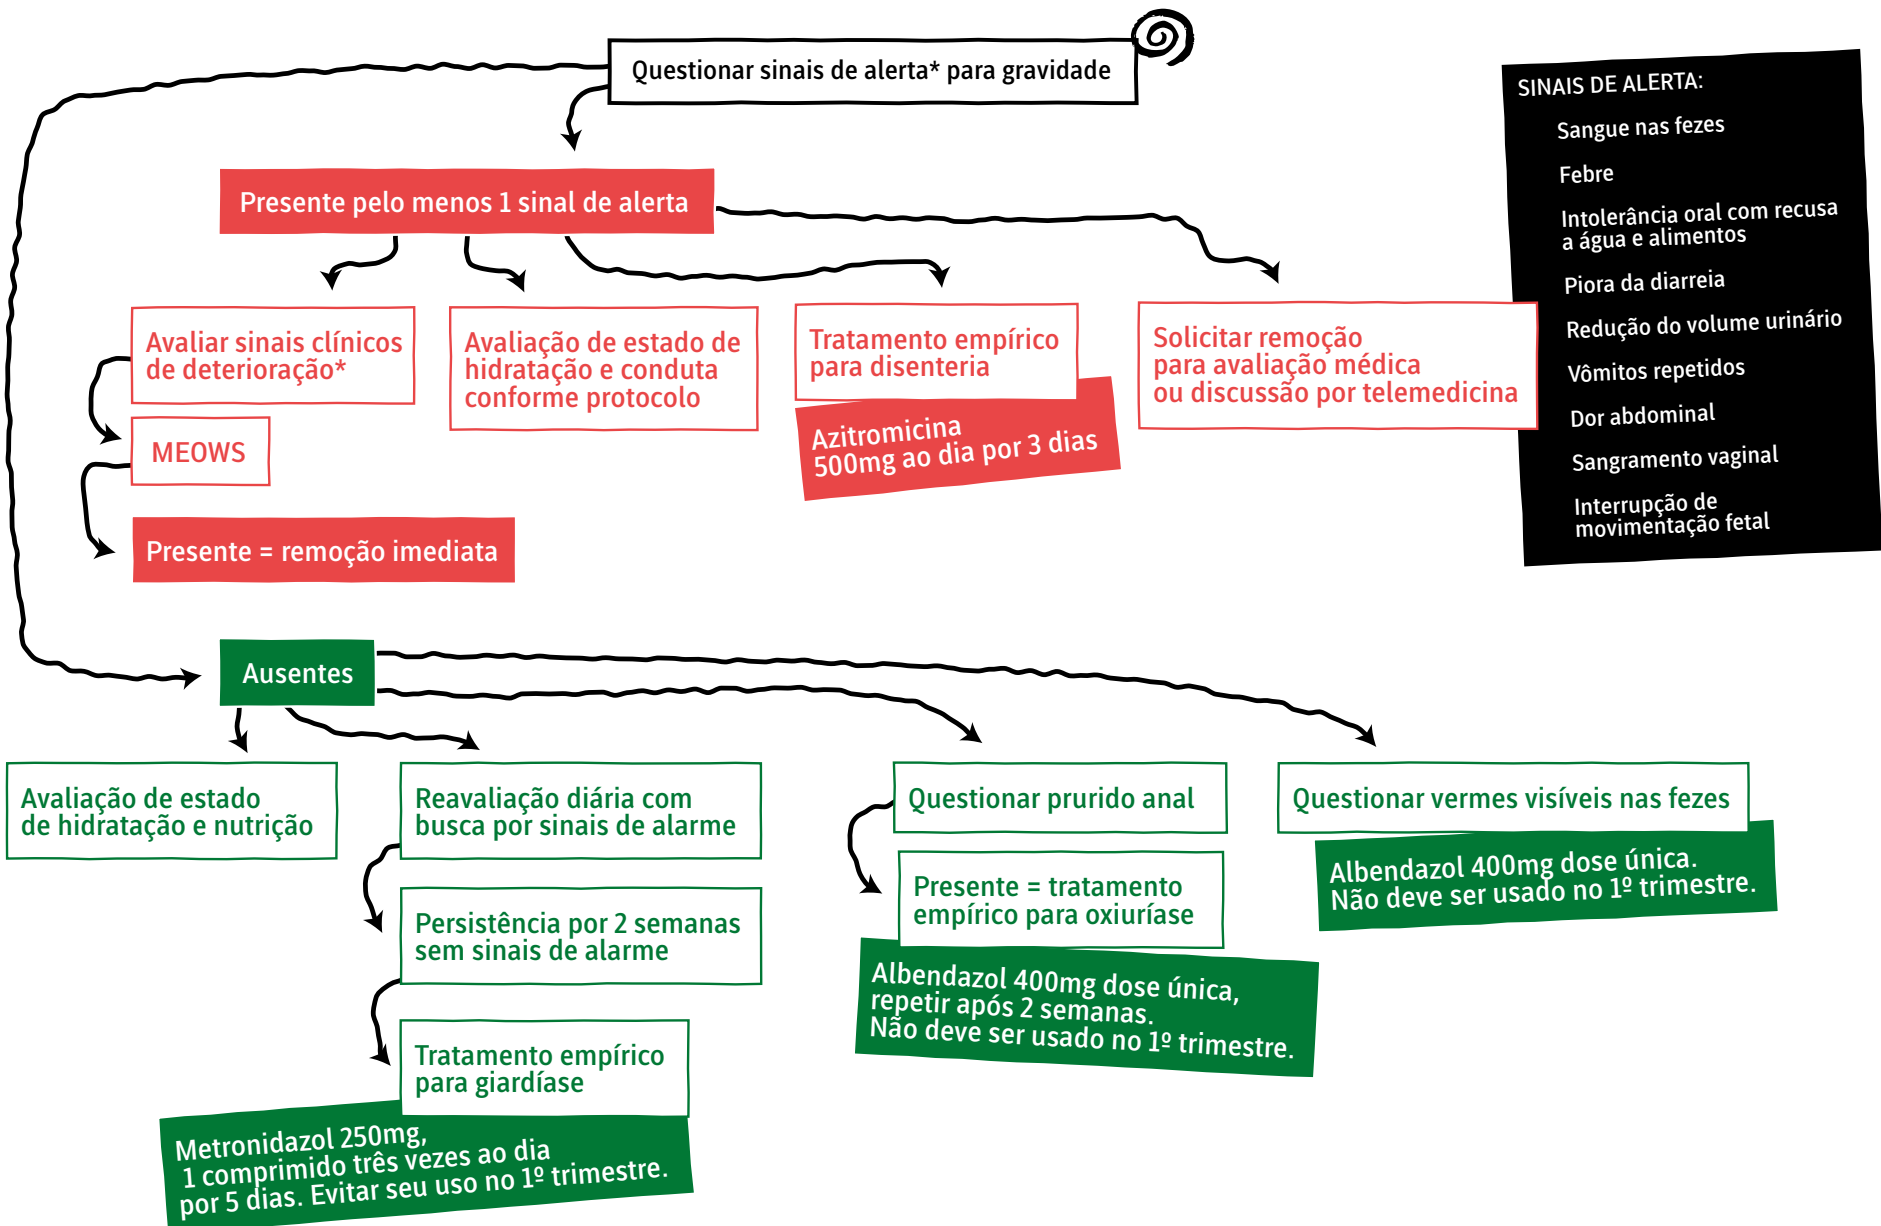 Questionar sinais de alerta* para gravidade
SINAIS DE ALERTA:
Sangue nas fezes
Febre
Intolerância oral com recusa
a água e alimentos
Piora da diarreia
Redução do volume urinário
Vômitos repetidos
Dor abdominal
Sangramento vaginal
Interrupção de
movimentação fetal
Presente pelo menos 1 sinal de alerta
Avaliar sinais clínicos
de deterioração*
MEOWS
Presente = remoção imediata
Avaliação de estado de
hidratação e conduta
conforme protocolo
Tratamento empírico
para disenteria
Azitromicina
500mg ao dia por 3 dias
Solicitar remoção
para avaliação médica
ou discussão por telemedicina
Ausentes
Avaliação de estado
de hidratação e nutrição
Reavaliação diária com
busca por sinais de alarme
Persistência por 2 semanas
sem sinais de alarme
Tratamento empírico
para giardíase
Metronidazol 250mg,
1 comprimido três vezes ao dia
por 5 dias. Evitar seu uso no 1º trimestre.
Questionar prurido anal
Presente = tratamento
empírico para oxiuríase
Albendazol 400mg dose única,
repetir após 2 semanas.
Não deve ser usado no 1º trimestre.
Questionar vermes visíveis nas fezes
Albendazol 400mg dose única.
Não deve ser usado no 1º trimestre.